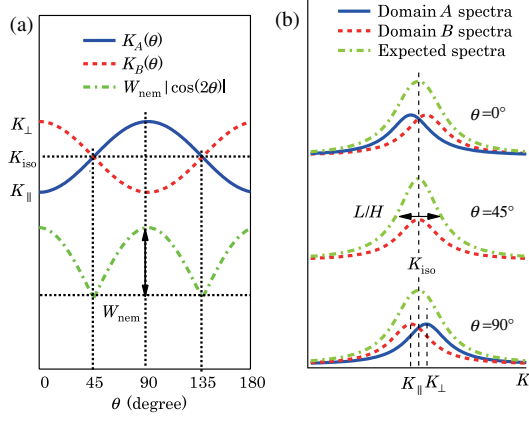 (a)
K_A(θ)
K_B(θ)
W_nem |cos(2θ)|
K_⊥
K_iso
K_∥
W_nem
0 45 90 135 180
θ (degree)
(b)
Domain A spectra
Domain B spectra
Expected spectra
θ=0°
L/H
θ=45°
K_iso
θ=90°
K_∥ K_⊥
K